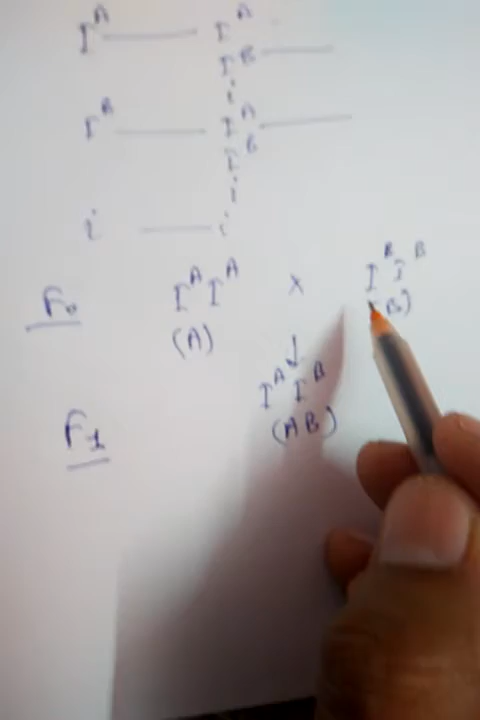 I^A I^A
I^B
i
I^B I^A
I^B
i
i i
F₀ I^A I^A × I^B I^B
(A) (B)
↓
I^A I^B
F₁ (AB)